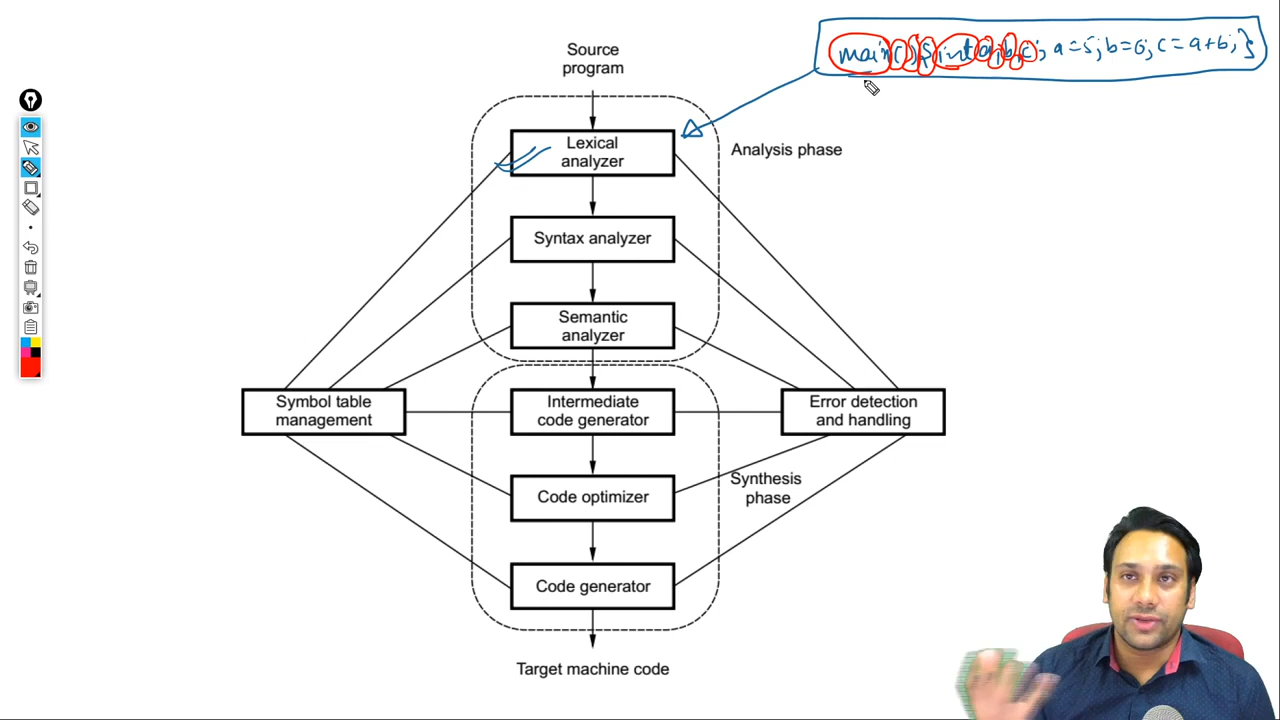 Source
program
main(){int a,b,c; a=5;b=6;c=a+b;}
Lexical
analyzer
Analysis phase
Syntax analyzer
Semantic
analyzer
Symbol table
management
Intermediate
code generator
Error detection
and handling
Code optimizer
Synthesis
phase
Code generator
Target machine code